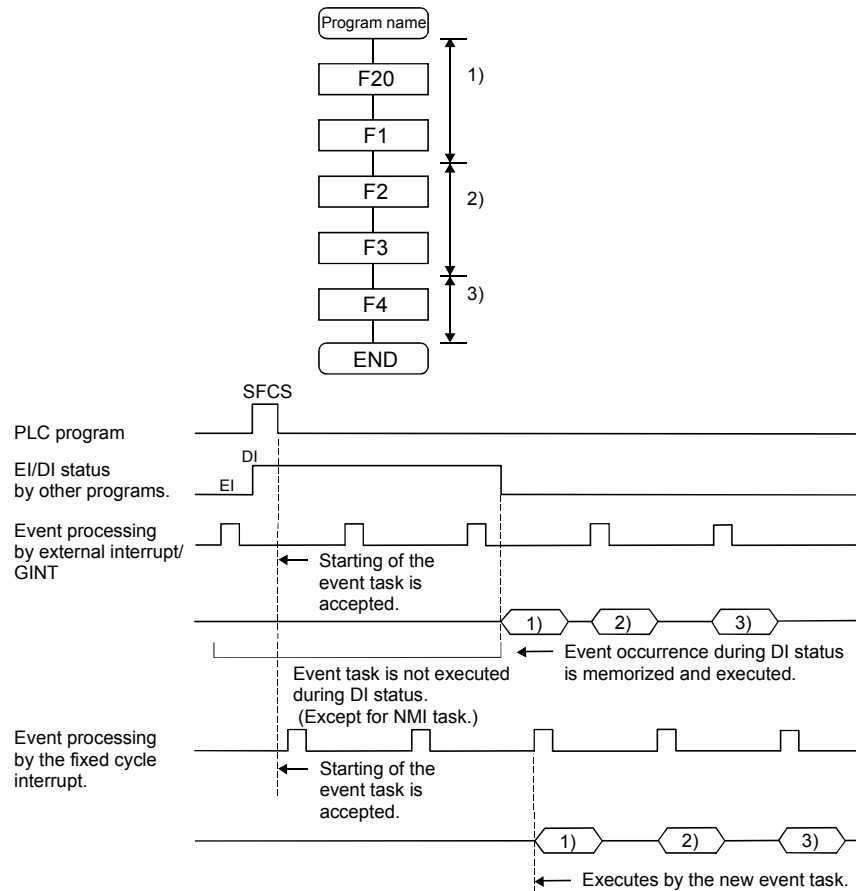 Program name
F20
1)
F1
F2
2)
F3
F4
3)
END
SFCS
PLC program
EI/DI status
by other programs.
DI
EI
Event processing
by external interrupt/
GINT
Starting of the
event task is
accepted.
1)
2)
3)
Event occurrence during DI status
is memorized and executed.
Event task is not executed
during DI status.
(Except for NMI task.)
Event processing
by the fixed cycle
interrupt.
Starting of the
event task is
accepted.
1)
2)
3)
Executes by the new event task.